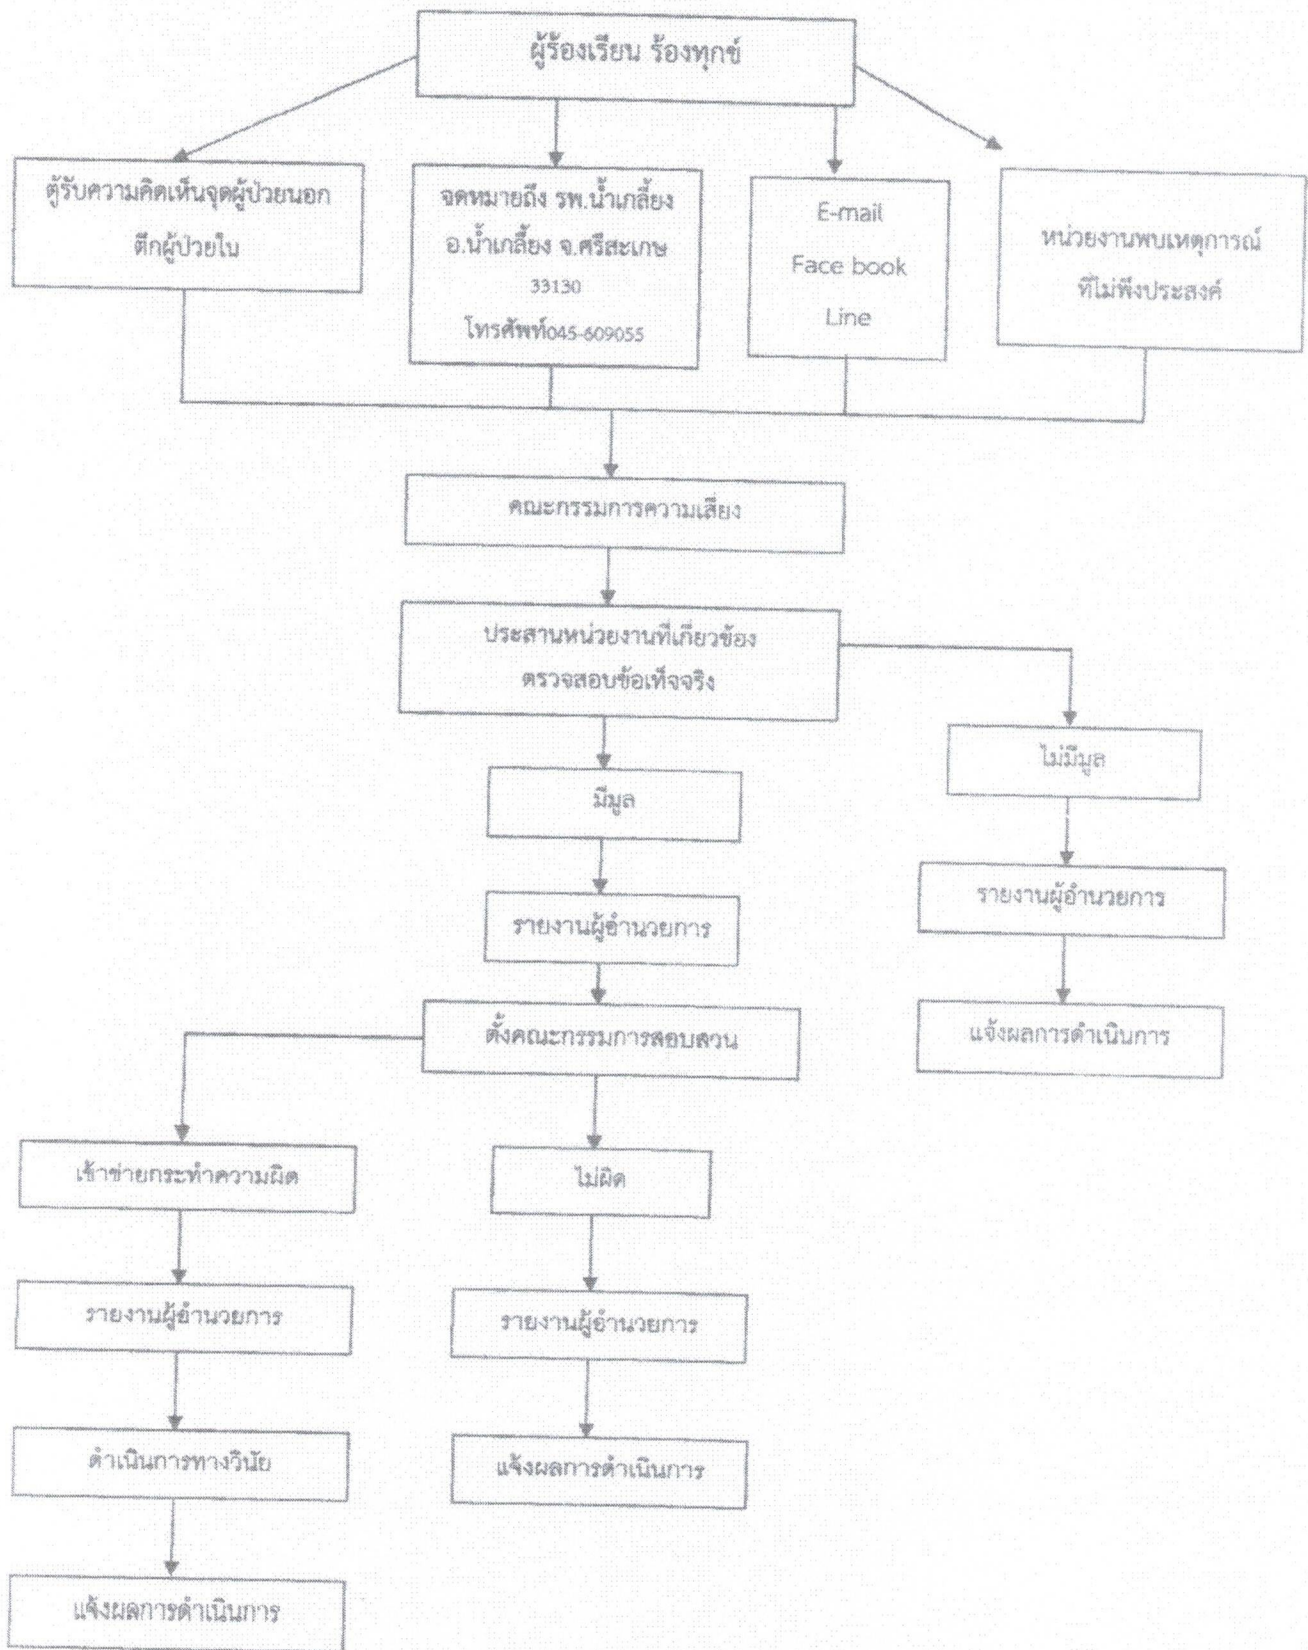 ผู้ร้องเรียน ร้องทุกข์
ตู้รับความคิดเห็นจุดผู้ป่วยนอก
ตึกผู้ป่วยใน
จดหมายถึง รพ.น้ำเกลี้ยง
อ.น้ำเกลี้ยง จ.ศรีสะเกษ
33130
โทรศัพท์045-609055
E-mail
Face book
Line
หน่วยงานพบเหตุการณ์
ที่ไม่พึงประสงค์
คณะกรรมการความเสี่ยง
ประสานหน่วยงานที่เกี่ยวข้อง
ตรวจสอบข้อเท็จจริง
มีมูล
ไม่มีมูล
รายงานผู้อำนวยการ
รายงานผู้อำนวยการ
ตั้งคณะกรรมการสอบสวน
แจ้งผลการดำเนินการ
เข้าข่ายกระทำความผิด
ไม่ผิด
รายงานผู้อำนวยการ
รายงานผู้อำนวยการ
ดำเนินการทางวินัย
แจ้งผลการดำเนินการ
แจ้งผลการดำเนินการ